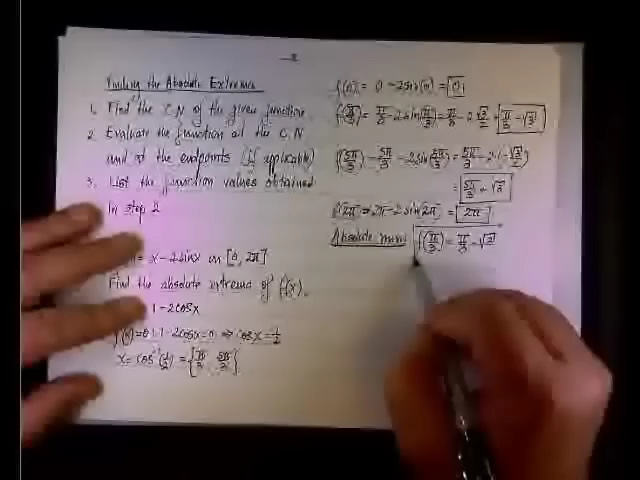 Finding the Absolute Extrema
1. Find the C.N of the given function.
2. Evaluate the function at the C.N
and at the endpoints (if applicable)
3. List the function values obtained
in step 2
= x - 2sinx on [0, 2π]
Find the absolute extrema of f(x).
1 - 2cosx
= 0 : 1 - 2cosx = 0 ⇒ cosx = 1/2
x = cos⁻¹(1/2) = {π/3, 5π/3}
f(0) = 0 - 2sin(0) = 0
f(π/3) = π/3 - 2sin(π/3) = π/3 - 2·√3/2 = π/3 - √3
f(5π/3) = 5π/3 - 2sin(5π/3) = 5π/3 - 2·(-√3/2)
= 5π/3 + √3
f(2π) = 2π - 2sin(2π) = 2π
Absolute min: f(π/3) = π/3 - √3